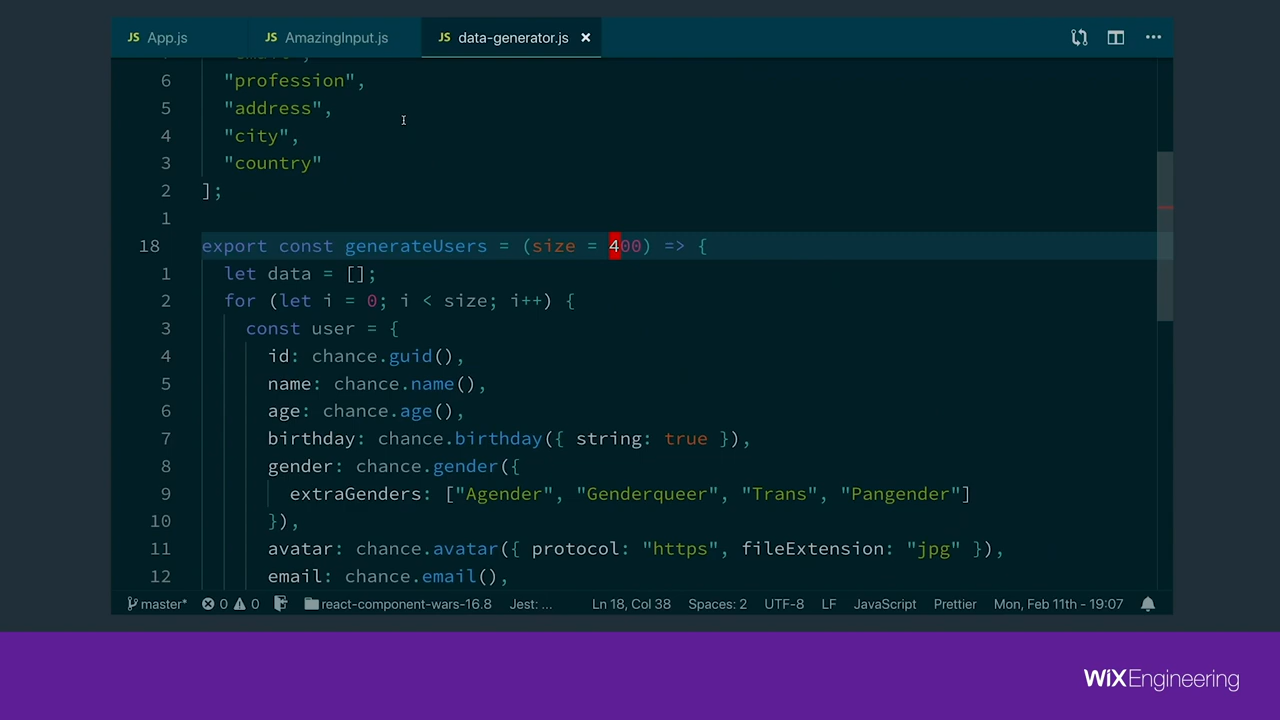 JS App.js JS AmazingInput.js JS data-generator.js ×
6 "profession",
5 "address",
4 "city",
3 "country"
2 ];
1
18 export const generateUsers = (size = 400) => {
1 let data = [];
2 for (let i = 0; i < size; i++) {
3 const user = {
4 id: chance.guid(),
5 name: chance.name(),
6 age: chance.age(),
7 birthday: chance.birthday({ string: true }),
8 gender: chance.gender({
9 extraGenders: ["Agender", "Genderqueer", "Trans", "Pangender"]
10 }),
11 avatar: chance.avatar({ protocol: "https", fileExtension: "jpg" }),
12 email: chance.email(),
master* 0 0 react-component-wars-16.8 Jest: ... Ln 18, Col 38 Spaces: 2 UTF-8 LF JavaScript Prettier Mon, Feb 11th - 19:07
WiXEngineering